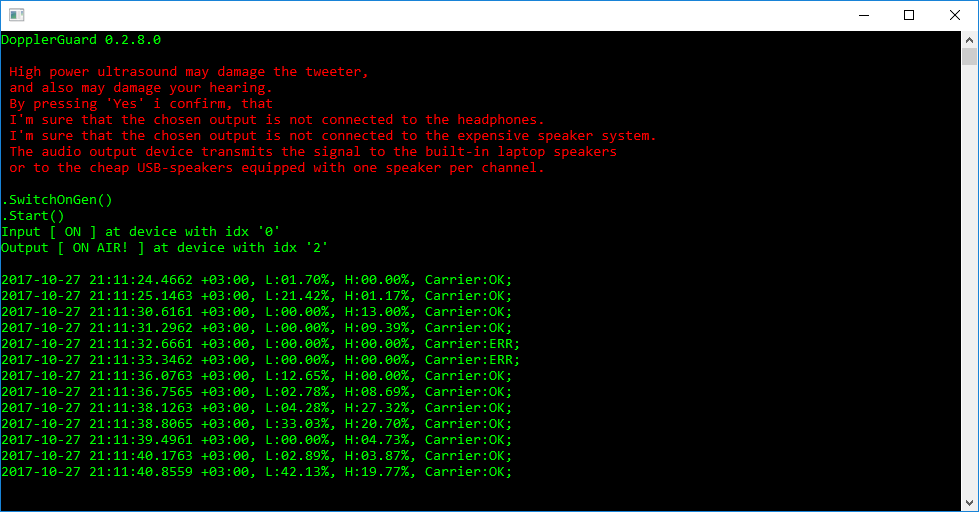 DopplerGuard 0.2.8.0
High power ultrasound may damage the tweeter,
and also may damage your hearing.
By pressing 'Yes' i confirm, that
I'm sure that the chosen output is not connected to the headphones.
I'm sure that the chosen output is not connected to the expensive speaker system.
The audio output device transmits the signal to the built-in laptop speakers
or to the cheap USB-speakers equipped with one speaker per channel.
.SwitchOnGen()
.Start()
Input [ ON ] at device with idx '0'
Output [ ON AIR! ] at device with idx '2'
2017-10-27 21:11:24.4662 +03:00, L:01.70%, H:00.00%, Carrier:OK;
2017-10-27 21:11:25.1463 +03:00, L:21.42%, H:01.17%, Carrier:OK;
2017-10-27 21:11:30.6161 +03:00, L:00.00%, H:13.00%, Carrier:OK;
2017-10-27 21:11:31.2962 +03:00, L:00.00%, H:09.39%, Carrier:OK;
2017-10-27 21:11:32.6661 +03:00, L:00.00%, H:00.00%, Carrier:ERR;
2017-10-27 21:11:33.3462 +03:00, L:00.00%, H:00.00%, Carrier:ERR;
2017-10-27 21:11:36.0763 +03:00, L:12.65%, H:00.00%, Carrier:OK;
2017-10-27 21:11:36.7565 +03:00, L:02.78%, H:08.69%, Carrier:OK;
2017-10-27 21:11:38.1263 +03:00, L:04.28%, H:27.32%, Carrier:OK;
2017-10-27 21:11:38.8065 +03:00, L:33.03%, H:20.70%, Carrier:OK;
2017-10-27 21:11:39.4961 +03:00, L:00.00%, H:04.73%, Carrier:OK;
2017-10-27 21:11:40.1763 +03:00, L:02.89%, H:03.87%, Carrier:OK;
2017-10-27 21:11:40.8559 +03:00, L:42.13%, H:19.77%, Carrier:OK;